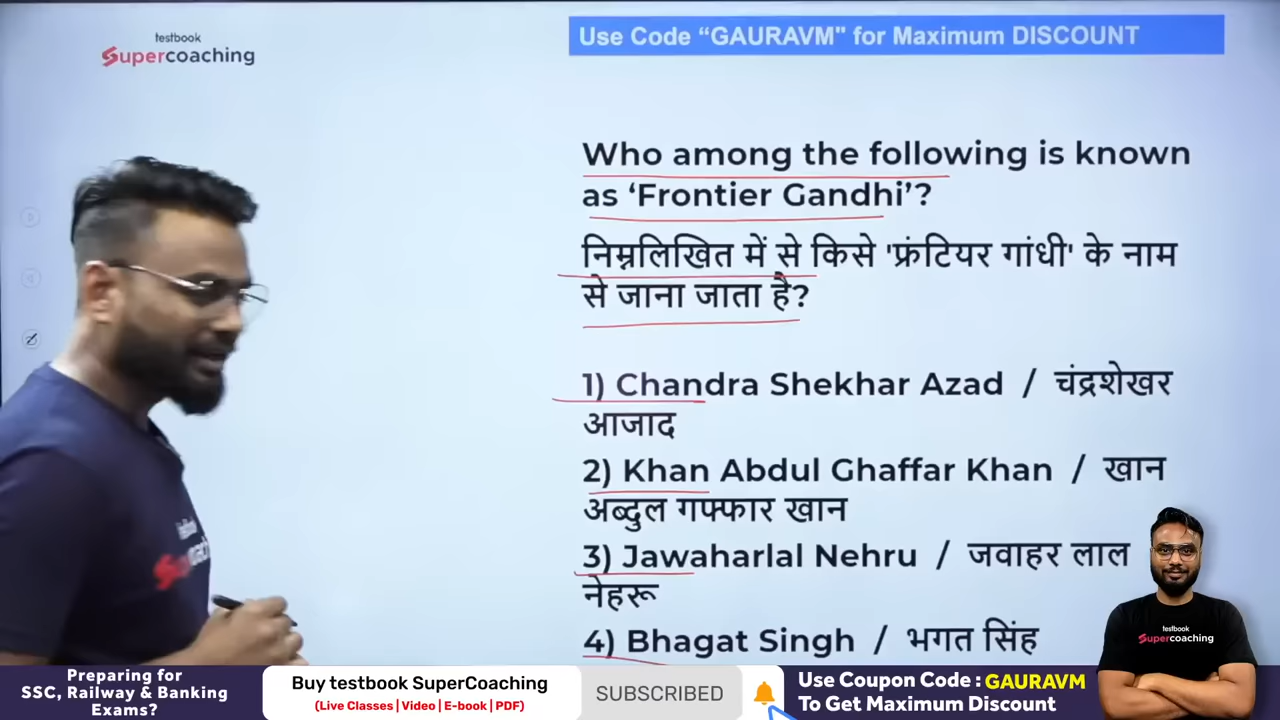 testbook
Supercoaching
Use Code “GAURAVM" for Maximum DISCOUNT
Who among the following is known
as ‘Frontier Gandhi’?
निम्नलिखित में से किसे 'फ्रंटियर गांधी' के नाम
से जाना जाता है?
1) Chandra Shekhar Azad / चंद्रशेखर
आजाद
2) Khan Abdul Ghaffar Khan / खान
अब्दुल गफ्फार खान
3) Jawaharlal Nehru / जवाहर लाल
नेहरू
4) Bhagat Singh / भगत सिंह
testbook
Supercoaching
Preparing for
SSC, Railway & Banking
Exams?
Buy testbook SuperCoaching
(Live Classes | Video | E-book | PDF)
SUBSCRIBED
Use Coupon Code : GAURAVM
To Get Maximum Discount